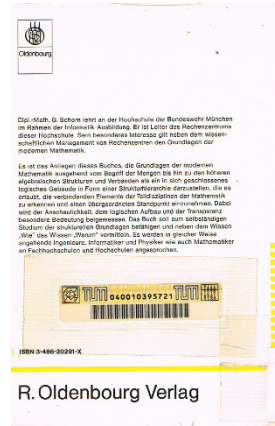 Oldenbourg
Dipl.-Math. G. Schorn lehrt an der Hochschule der Bundeswehr München
im Rahmen der Informatik-Ausbildung. Er ist Leiter des Rechenzentrums
dieser Hochschule. Sein besonderes Interesse gilt neben dem wissen-
schaftlichen Management von Rechenzentren den Grundlagen der
modernen Mathematik.
Es ist das Anliegen dieses Buches, die Grundlagen der modernen
Mathematik ausgehend vom Begriff der Mengen bis hin zu den höheren
algebraischen Strukturen und Verbänden als ein in sich geschlossenes
logisches Gebäude in Form einer Strukturhierarchie darzustellen, die es
erlaubt, die verbindenden Elemente der Teildisziplinen der Mathematik
zu erkennen und einen übergeordneten Standpunkt einzunehmen. Dabei
wird der Anschaulichkeit, dem logischen Aufbau und der Transparenz
besondere Bedeutung beigemessen. Das Buch soll zum selbständigen
Studium der strukturellen Grundlagen befähigen und neben dem Wissen
„Wie" das Wissen „Warum" vermitteln. Es werden in gleicher Weise
angehende Ingenieure, Informatiker und Physiker wie auch Mathematiker
an Fachhochschulen und Hochschulen angesprochen.
TUM 040010395721 TUM
ISBN 3-486-20291-X
R. Oldenbourg Verlag